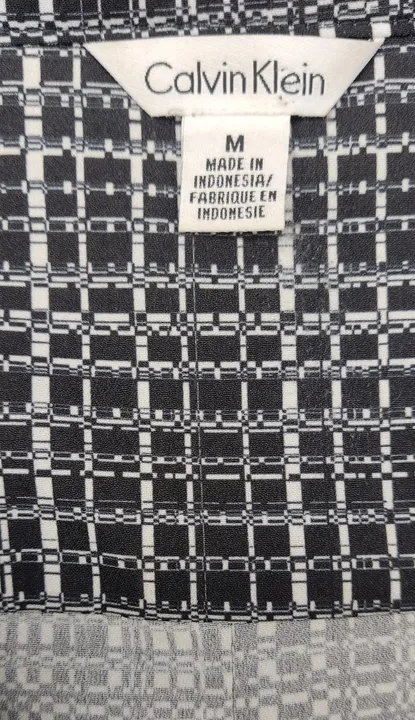 Calvin Klein
M
MADE IN
INDONESIA/
FABRIQUE EN
INDONESIE